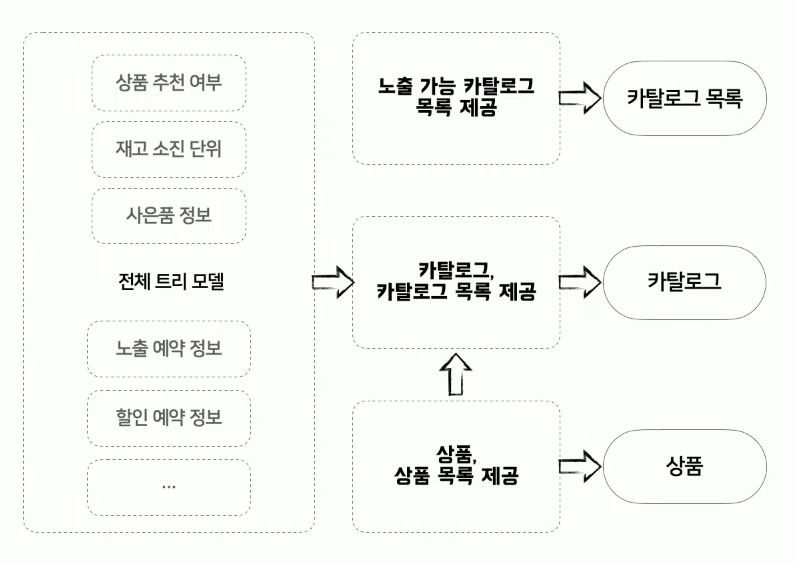 상품 추천 여부
재고 소진 단위
사은품 정보
전체 트리 모델
노출 예약 정보
할인 예약 정보
...
노출 가능 카탈로그
목록 제공
카탈로그 목록
카탈로그,
카탈로그 목록 제공
카탈로그
상품,
상품 목록 제공
상품